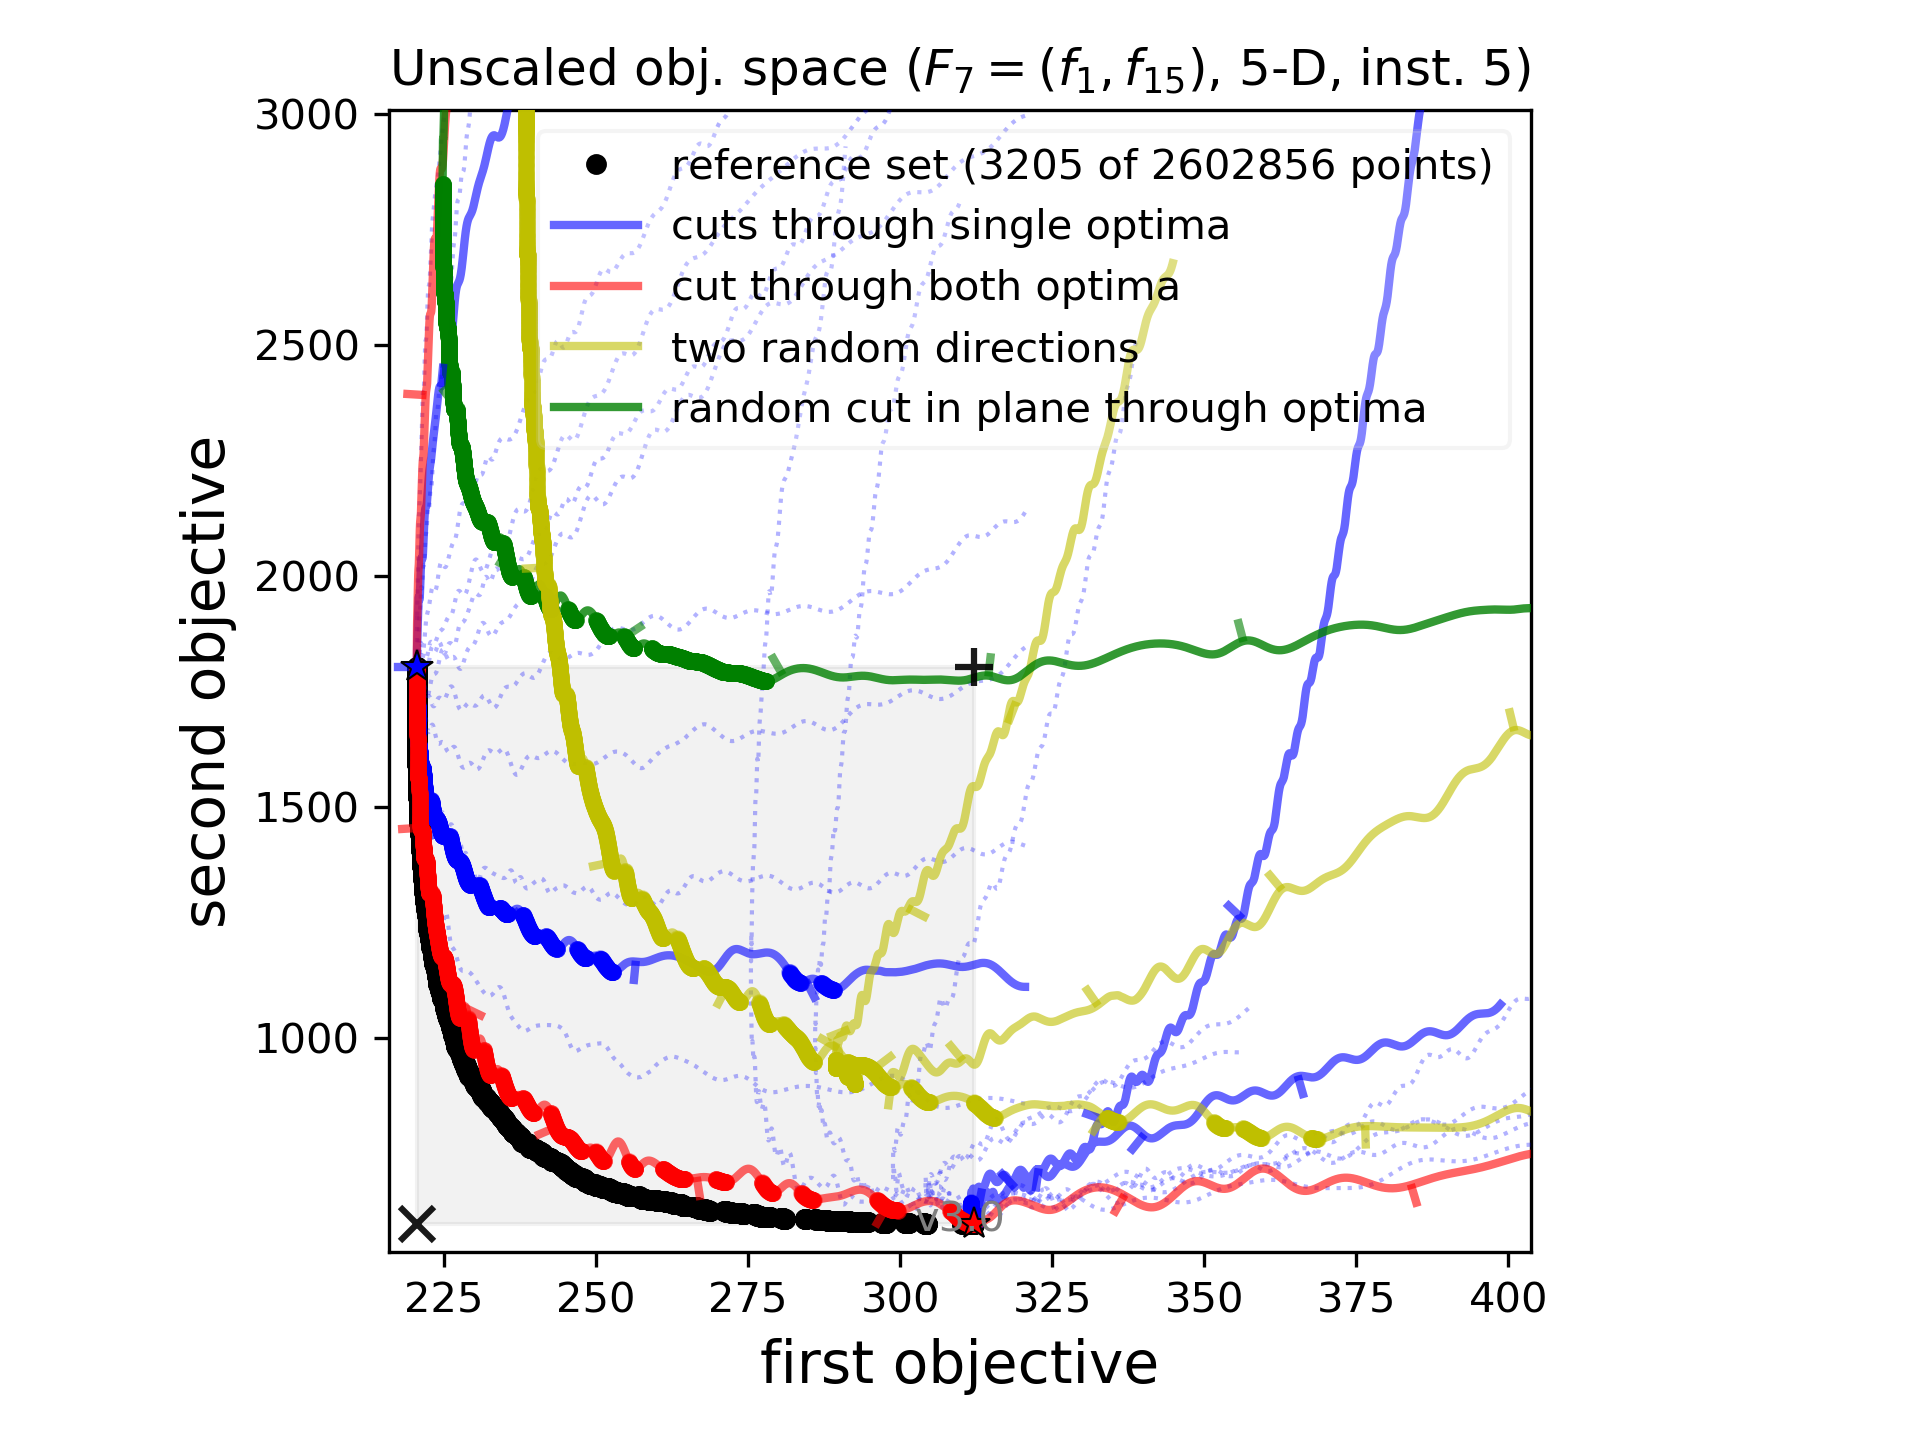 Unscaled obj. space (F₇ = (f₁, f₁₅), 5-D, inst. 5)
3000
2500
2000
1500
1000
second objective
reference set (3205 of 2602856 points)
cuts through single optima
cut through both optima
two random directions
random cut in plane through optima
v3.0
225 250 275 300 325 350 375 400
first objective